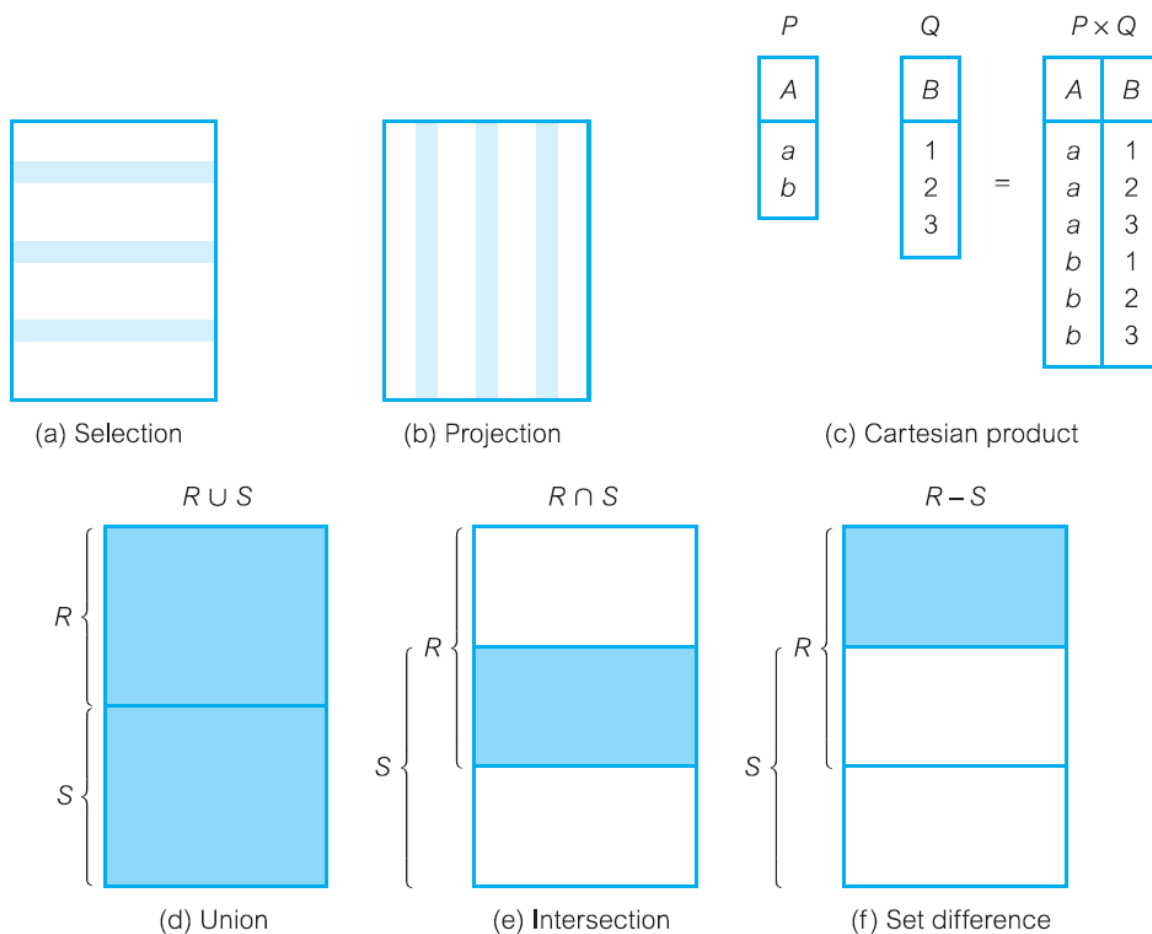 P Q P × Q
A B A B
a 1 a 1
b 2 = a 2
3 a 3
b 1
b 2
b 3
(a) Selection (b) Projection (c) Cartesian product
R ∪ S R ∩ S R – S
R R R
S S S
(d) Union (e) Intersection (f) Set difference